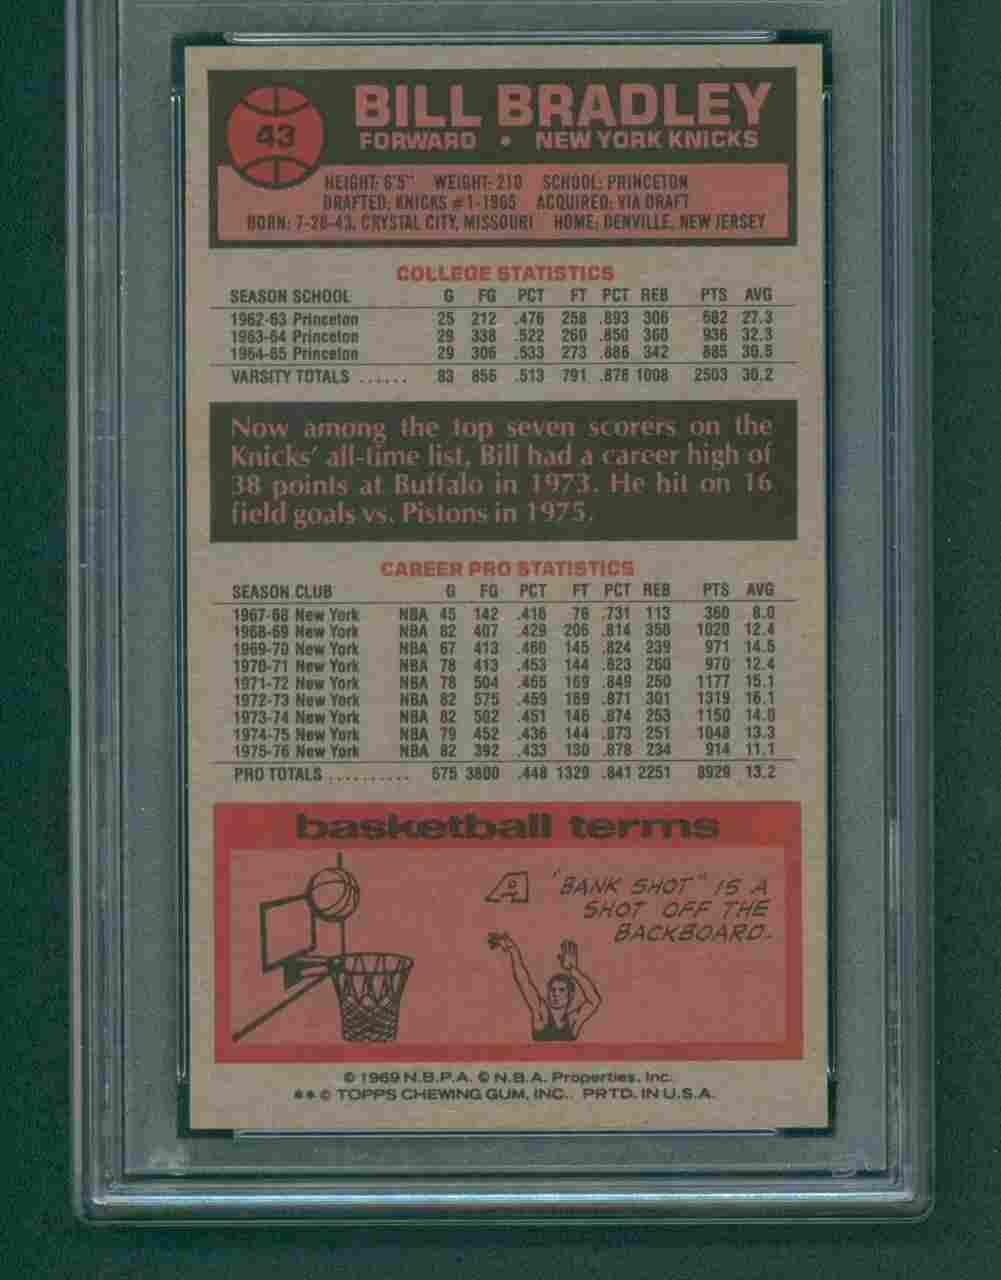 43
BILL BRADLEY
FORWARD • NEW YORK KNICKS
HEIGHT: 6'5" WEIGHT: 210 SCHOOL: PRINCETON
DRAFTED: KNICKS #1-1965 ACQUIRED: VIA DRAFT
BORN: 7-28-43, CRYSTAL CITY, MISSOURI HOME: DENVILLE, NEW JERSEY
COLLEGE STATISTICS
SEASON SCHOOL G FG PCT FT PCT REB PTS AVG
1962-63 Princeton 25 212 .476 258 .893 306 682 27.3
1963-64 Princeton 29 338 .522 260 .850 360 936 32.3
1964-65 Princeton 29 306 .533 273 .886 342 885 30.5
VARSITY TOTALS ...... 83 856 .513 791 .876 1008 2503 30.2
Now among the top seven scorers on the
Knicks' all-time list, Bill had a career high of
38 points at Buffalo in 1973. He hit on 16
field goals vs. Pistons in 1975.
CAREER PRO STATISTICS
SEASON CLUB G FG PCT FT PCT REB PTS AVG
1967-68 New York NBA 45 142 .416 76 .731 113 360 8.0
1968-69 New York NBA 82 407 .429 206 .814 350 1020 12.4
1969-70 New York NBA 67 413 .460 145 .824 239 971 14.5
1970-71 New York NBA 78 413 .453 144 .823 260 970 12.4
1971-72 New York NBA 78 504 .465 169 .849 250 1177 15.1
1972-73 New York NBA 82 575 .459 169 .871 301 1319 16.1
1973-74 New York NBA 82 502 .451 146 .874 253 1150 14.0
1974-75 New York NBA 79 452 .436 144 .873 251 1048 13.3
1975-76 New York NBA 82 392 .433 130 .878 234 914 11.1
PRO TOTALS .......... 675 3800 .448 1329 .841 2251 8929 13.2
basketball terms
A "BANK SHOT" IS A
SHOT OFF THE
BACKBOARD.
© 1969 N.B.P.A. © N.B.A. Properties, Inc.
** © TOPPS CHEWING GUM, INC. PRTD. IN U.S.A.